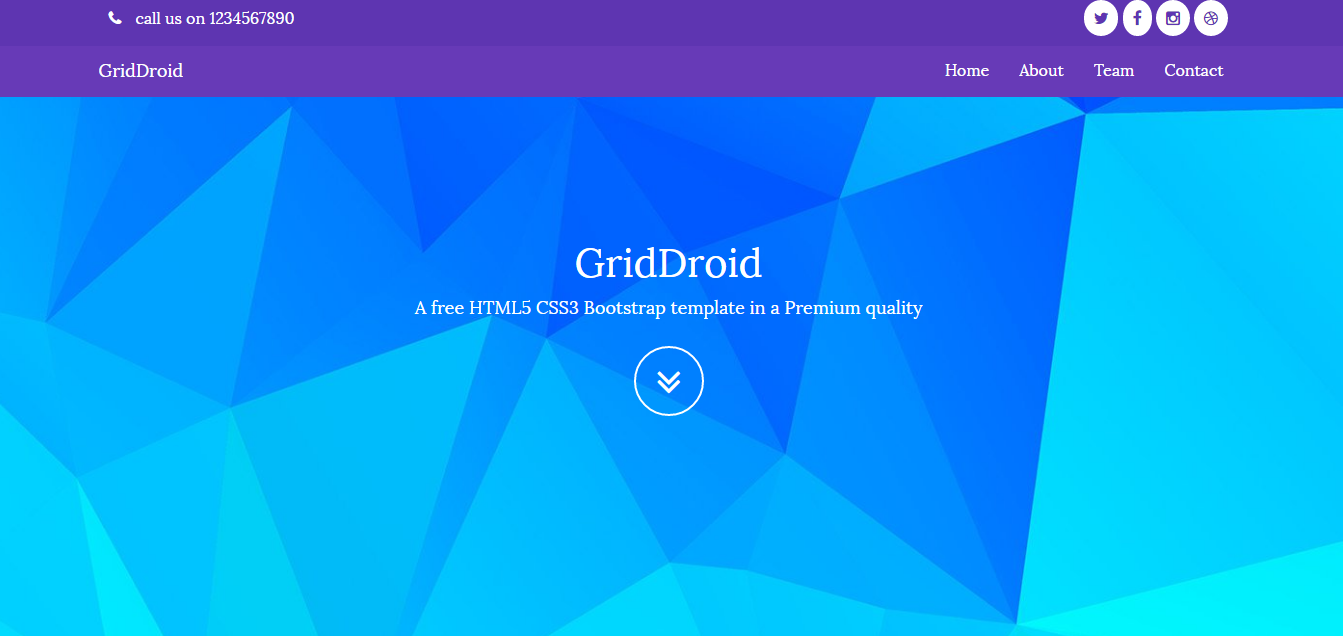 call us on 1234567890
GridDroid
Home About Team Contact
GridDroid
A free HTML5 CSS3 Bootstrap template in a Premium quality